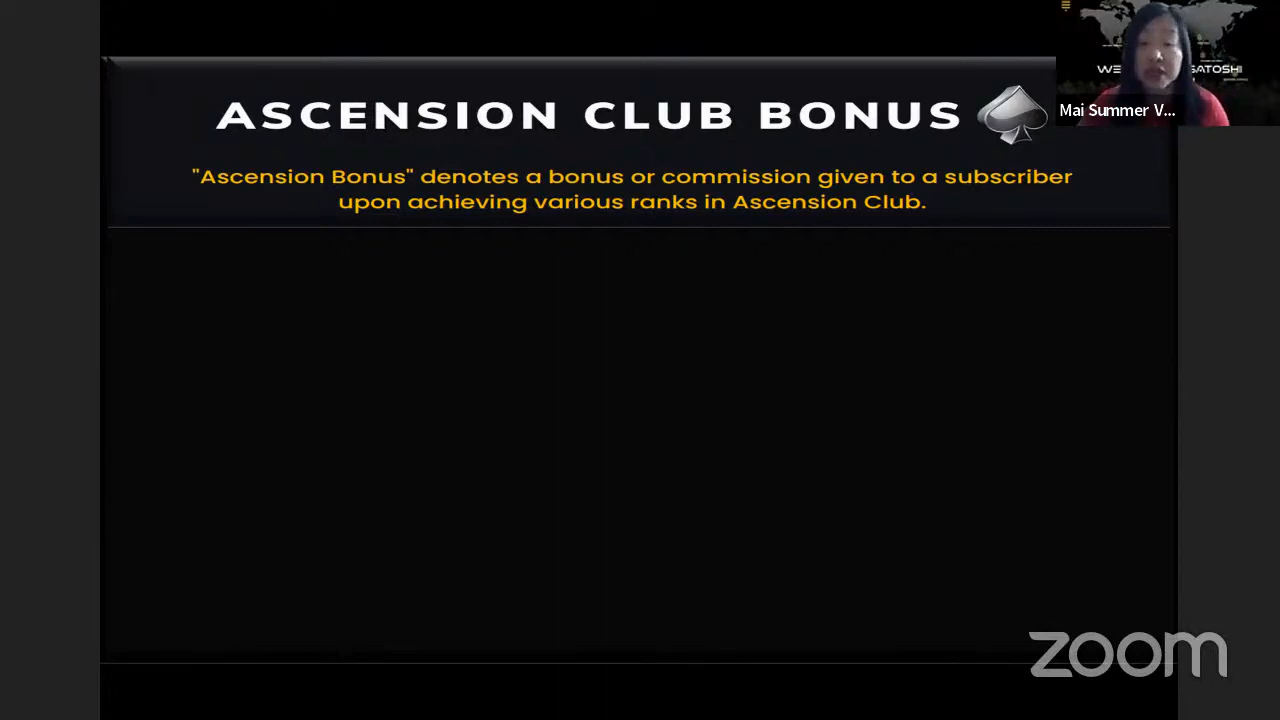 ASCENSION CLUB BONUS
"Ascension Bonus" denotes a bonus or commission given to a subscriber
upon achieving various ranks in Ascension Club.
WE SATOSHI
Mai Summer V...
zoom